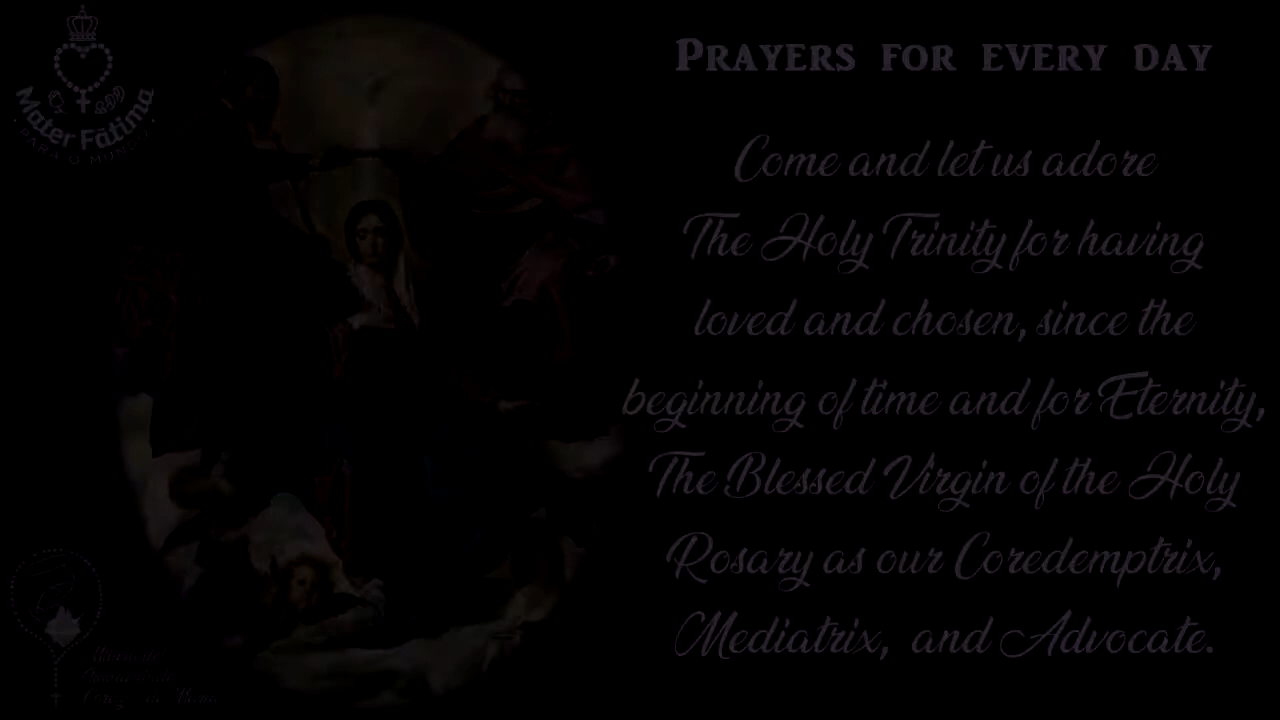 Mater Fátima
PARA O MUNDO
PRAYERS FOR EVERY DAY
Come and let us adore
The Holy Trinity for having
loved and chosen, since the
beginning of time and for Eternity,
The Blessed Virgin of the Holy
Rosary as our Coredemptrix,
Mediatrix, and Advocate.